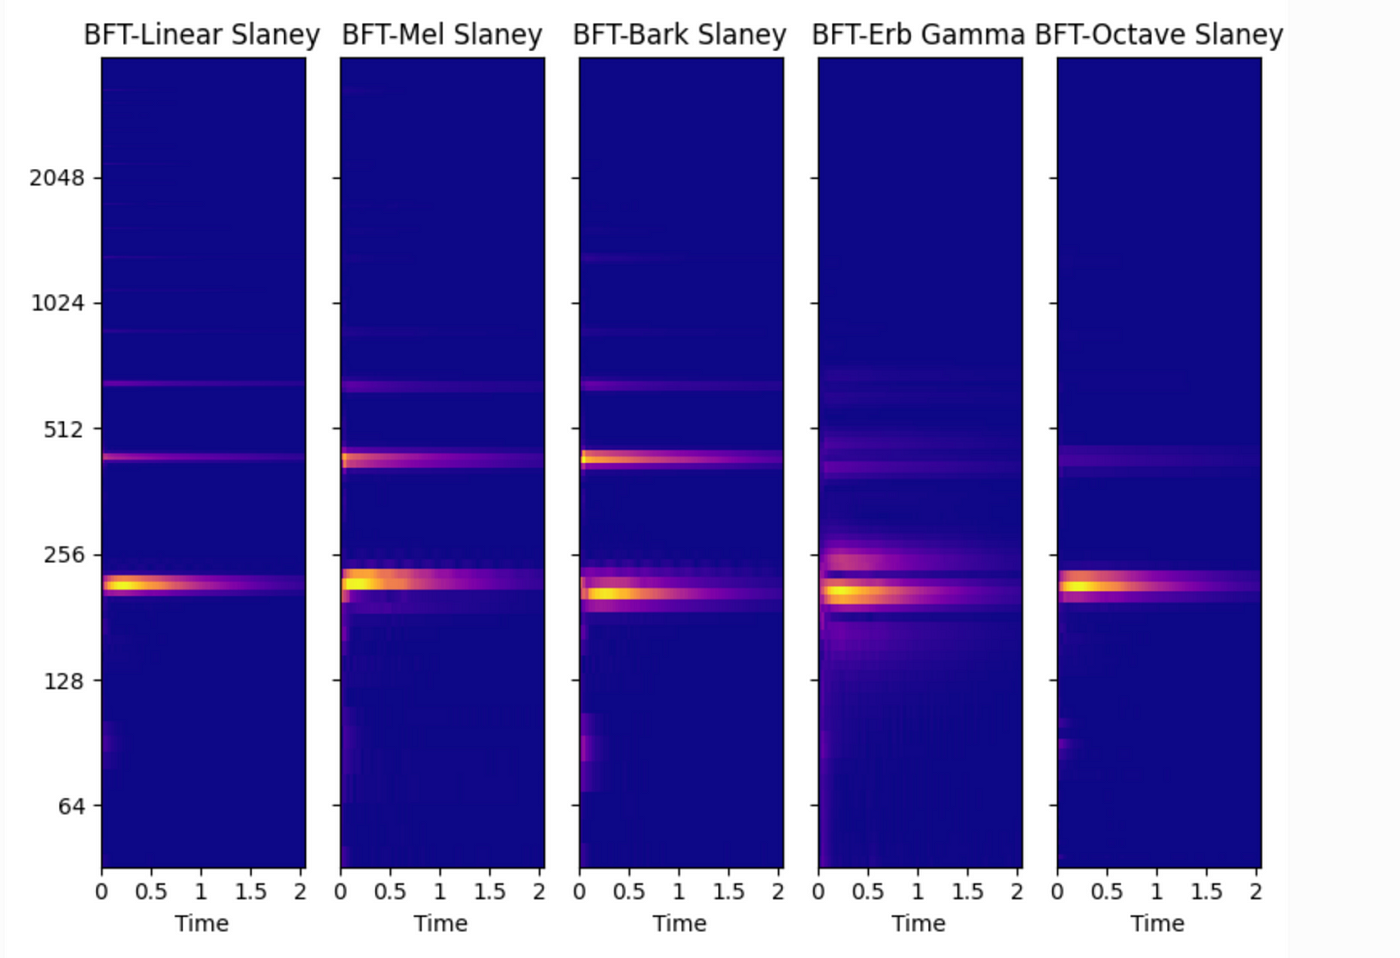 BFT-Linear Slaney BFT-Mel Slaney BFT-Bark Slaney BFT-Erb Gamma BFT-Octave Slaney
2048
1024
512
256
128
64
0 0.5 1 1.5 2 0 0.5 1 1.5 2 0 0.5 1 1.5 2 0 0.5 1 1.5 2 0 0.5 1 1.5 2
Time Time Time Time Time